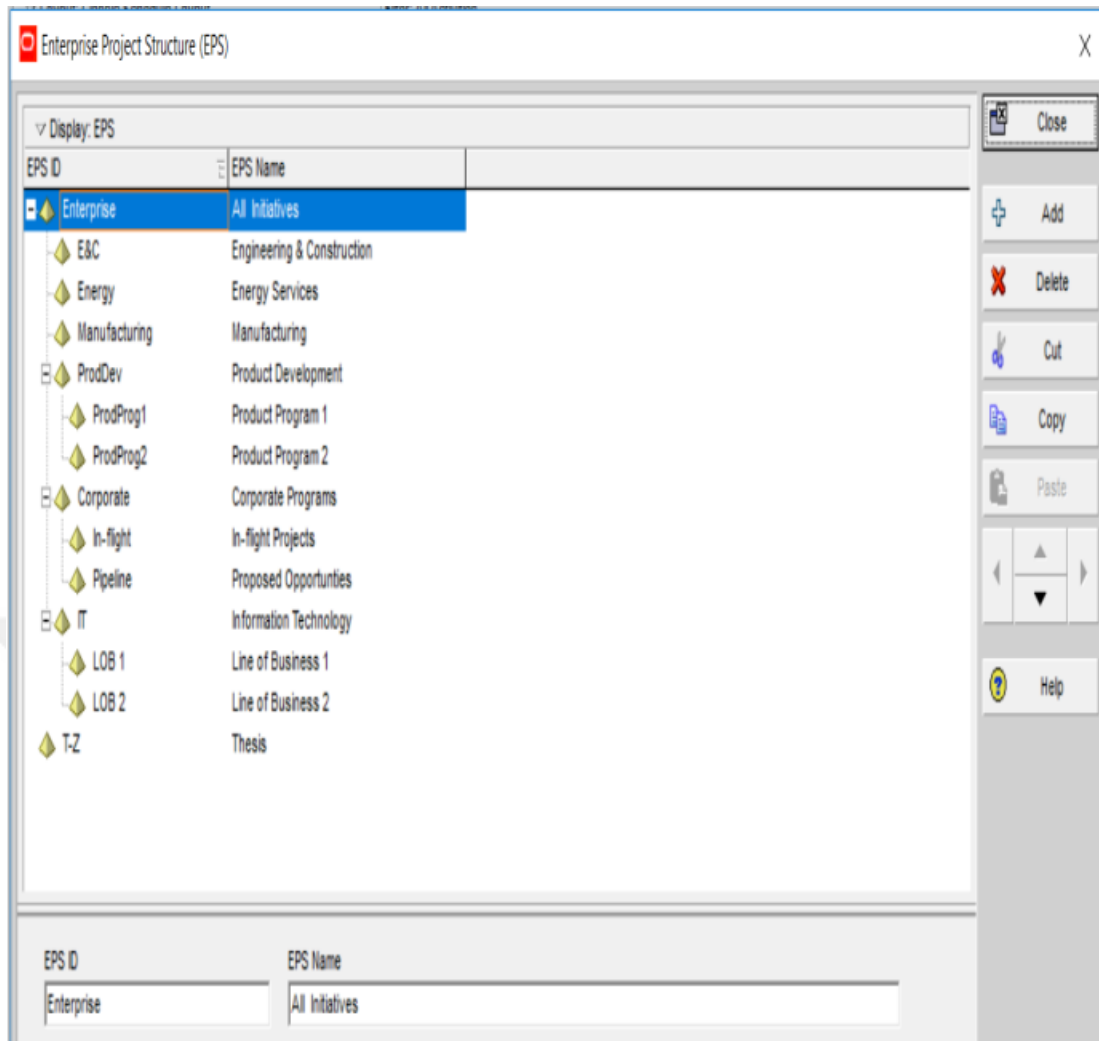 Enterprise Project Structure (EPS)
X
Display: EPS
EPS ID EPS Name
Enterprise All Initiatives
E&C Engineering & Construction
Energy Energy Services
Manufacturing Manufacturing
ProdDev Product Development
ProdProg1 Product Program 1
ProdProg2 Product Program 2
Corporate Corporate Programs
In-flight In-flight Projects
Pipeline Proposed Opportunties
IT Information Technology
LOB 1 Line of Business 1
LOB 2 Line of Business 2
T-Z Thesis
Close
Add
Delete
Cut
Copy
Paste
Help
EPS ID EPS Name
Enterprise All Initiatives